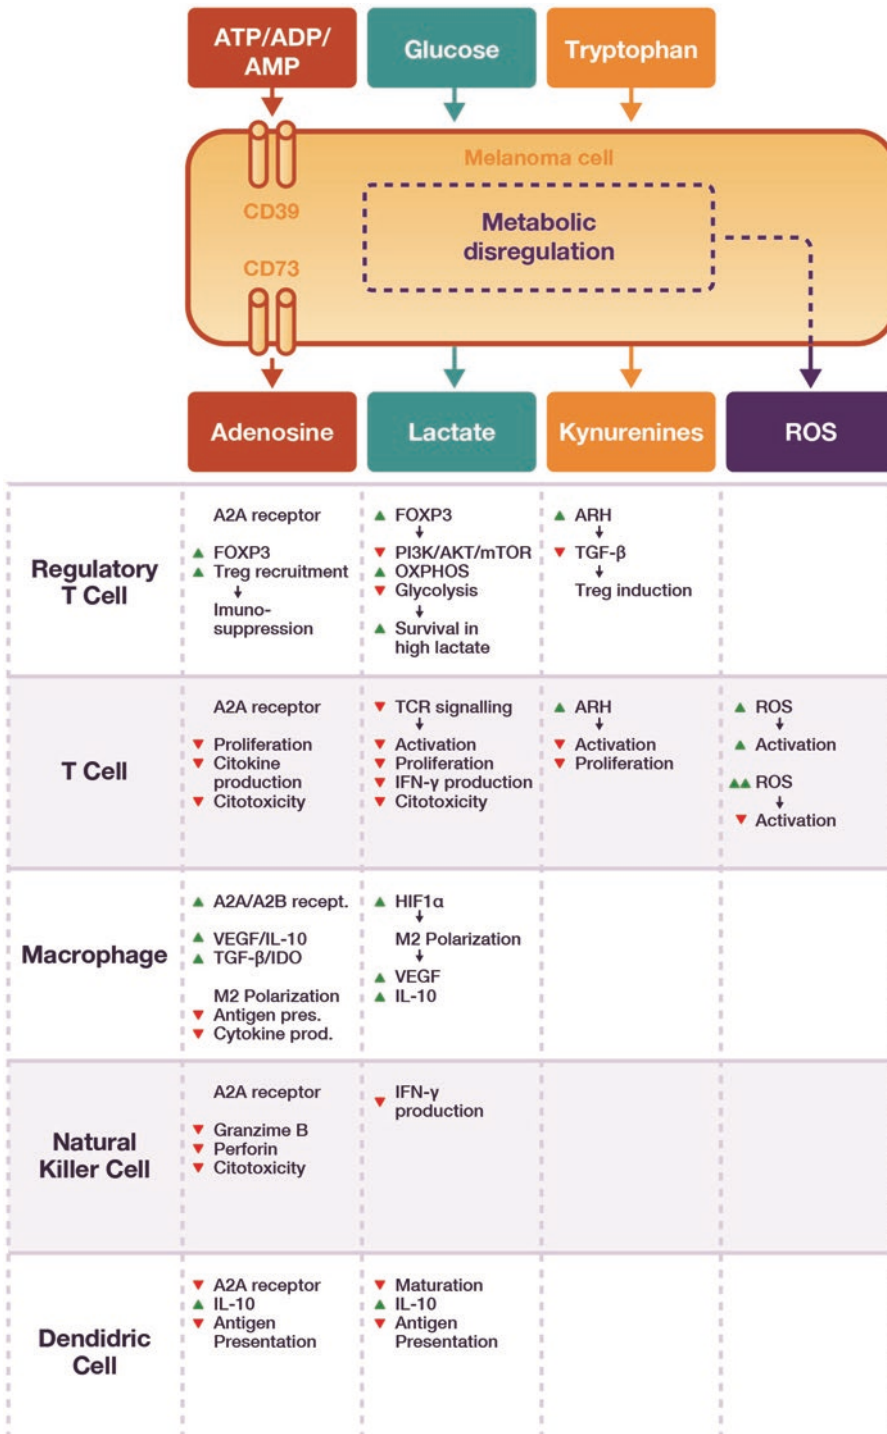 ATP/ADP/
AMP
Glucose
Tryptophan
Melanoma cell
CD39
Metabolic
disregulation
CD73
Adenosine
Lactate
Kynurenines
ROS
Regulatory
T Cell
A2A receptor
▲ FOXP3
▲ Treg recruitment
↓
Imuno-
suppression
▲ FOXP3
↓
▼ PI3K/AKT/mTOR
▲ OXPHOS
▼ Glycolysis
↓
▲ Survival in
high lactate
▲ ARH
↓
▼ TGF-β
↓
Treg induction
T Cell
A2A receptor
▼ Proliferation
▼ Citokine
production
▼ Citotoxicity
▼ TCR signalling
↓
▼ Activation
▼ Proliferation
▼ IFN-γ production
▼ Citotoxicity
▲ ARH
↓
▼ Activation
▼ Proliferation
▲ ROS
↓
▲ Activation
▲▲ ROS
↓
▼ Activation
Macrophage
▲ A2A/A2B recept.
▲ VEGF/IL-10
▲ TGF-β/IDO
M2 Polarization
▼ Antigen pres.
▼ Cytokine prod.
▲ HIF1α
↓
M2 Polarization
↓
▲ VEGF
▲ IL-10
Natural
Killer Cell
A2A receptor
▼ Granzime B
▼ Perforin
▼ Citotoxicity
▼ IFN-γ
production
Dendidric
Cell
▼ A2A receptor
▲ IL-10
▼ Antigen
Presentation
▼ Maturation
▲ IL-10
▼ Antigen
Presentation